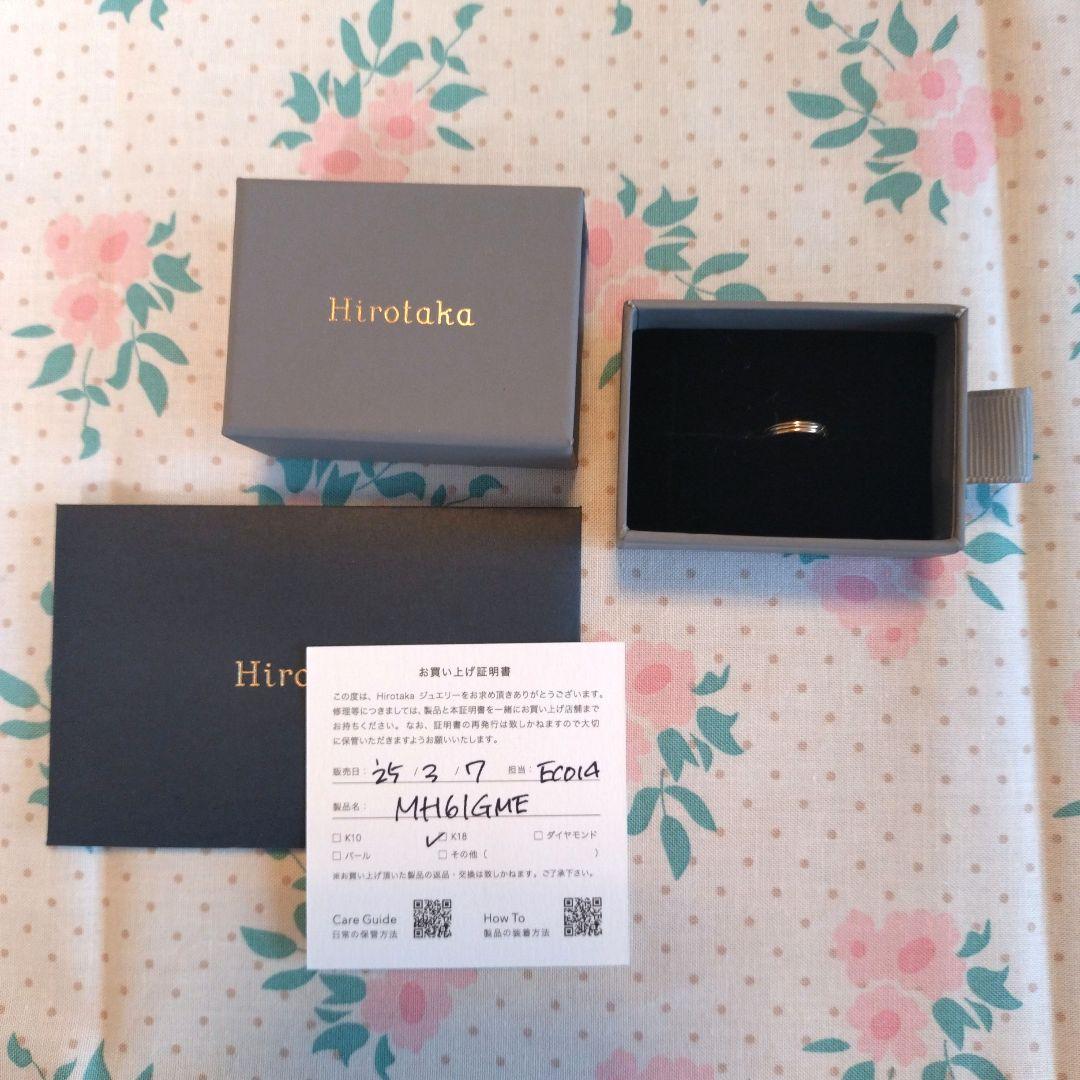 Hirotaka
Hiro
お買い上げ証明書
この度は、Hirotaka ジュエリーをお求め頂きありがとうございます。
修理等につきましては、製品と本証明書を一緒にお買い上げ店舗まで
お持ちください。なお、証明書の再発行は致しかねますので大切
に保管いただきますようお願いいたします。
販売日: '25 / 3 / 7 担当: EC014
製品名: MH61GME
□ K10 ☑ K18 □ ダイヤモンド
□ パール □ その他 ( )
※お買い上げ頂いた製品の返品・交換は致しかねます。ご了承下さい。
Care Guide How To
日常の保管方法 製品の装着方法